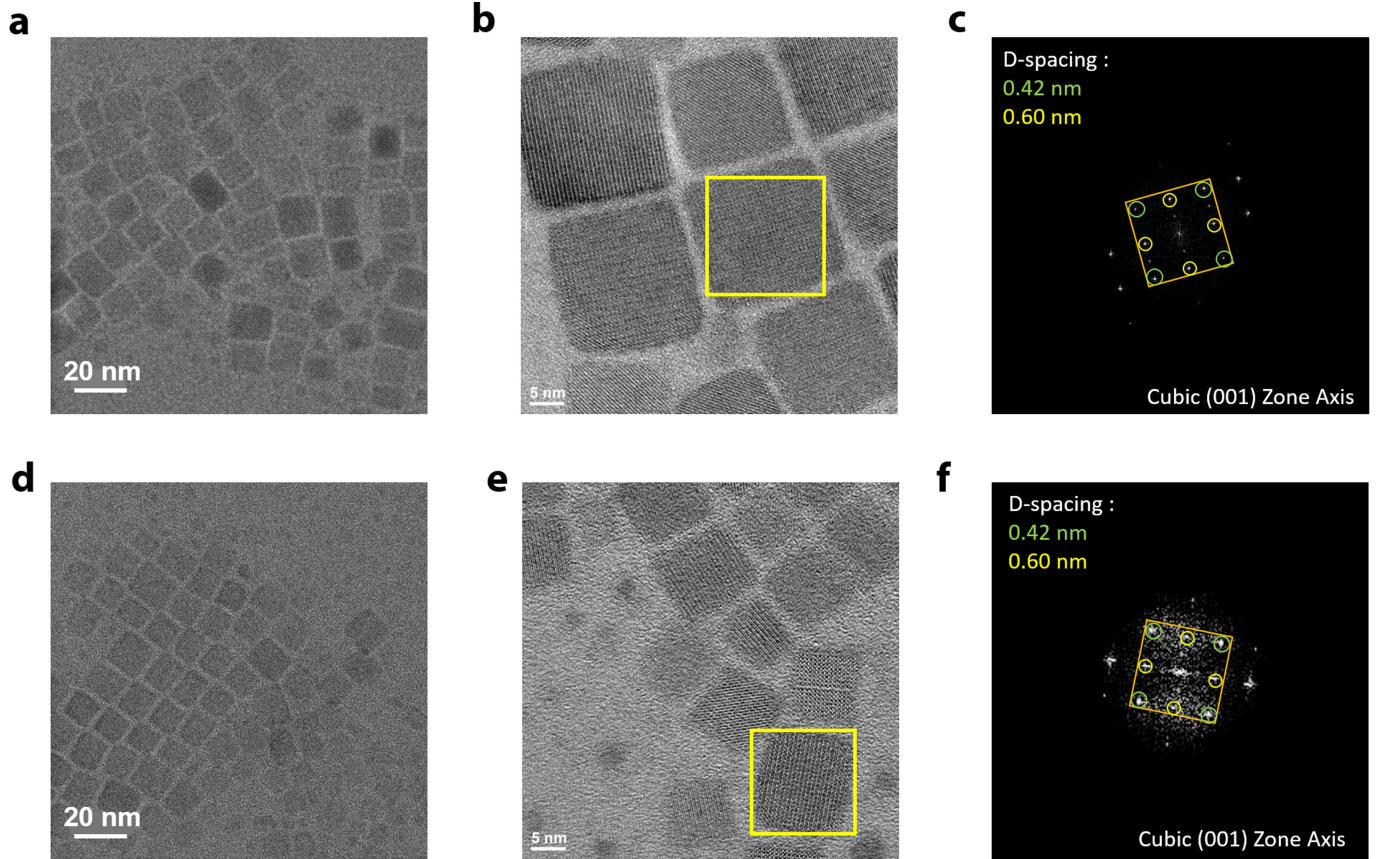 a
b
c
D-spacing :
0.42 nm
0.60 nm
20 nm
5 nm
Cubic (001) Zone Axis
d
e
f
D-spacing :
0.42 nm
0.60 nm
20 nm
5 nm
Cubic (001) Zone Axis